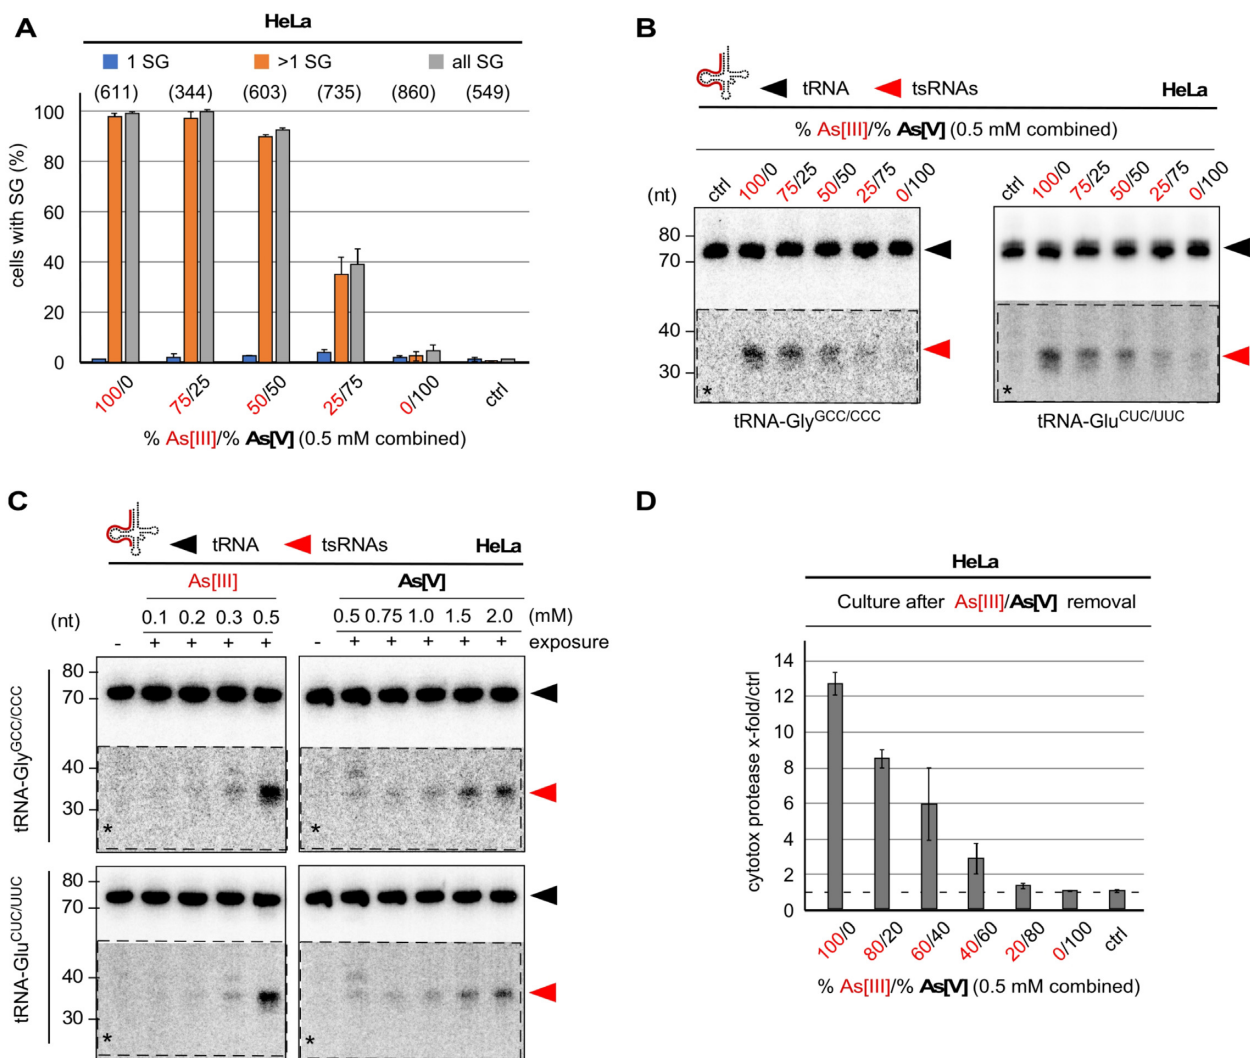 A
HeLa
1 SG >1 SG all SG
(611) (344) (603) (735) (860) (549)
100
80
60
40
20
0
cells with SG (%)
100/0 75/25 50/50 25/75 0/100 ctrl
% As[III]/% As[V] (0.5 mM combined)
B
tRNA tsRNAs HeLa
% As[III]/% As[V] (0.5 mM combined)
ctrl 100/0 75/25 50/50 25/75 0/100 ctrl 100/0 75/25 50/50 25/75 0/100
(nt)
80
70
40
30
* *
tRNA-Gly^GCC/CCC tRNA-Glu^CUC/UUC
C
tRNA tsRNAs HeLa
As[III] As[V]
(nt) 0.1 0.2 0.3 0.5 0.5 0.75 1.0 1.5 2.0 (mM)
- + + + + - + + + + + exposure
tRNA-Gly^GCC/CCC
80
70
40
30
* *
tRNA-Glu^CUC/UUC
80
70
40
30
* *
D
HeLa
Culture after As[III]/As[V] removal
cytotox protease x-fold/ctrl
14
12
10
8
6
4
2
0
100/0 80/20 60/40 40/60 20/80 0/100 ctrl
% As[III]/% As[V] (0.5 mM combined)